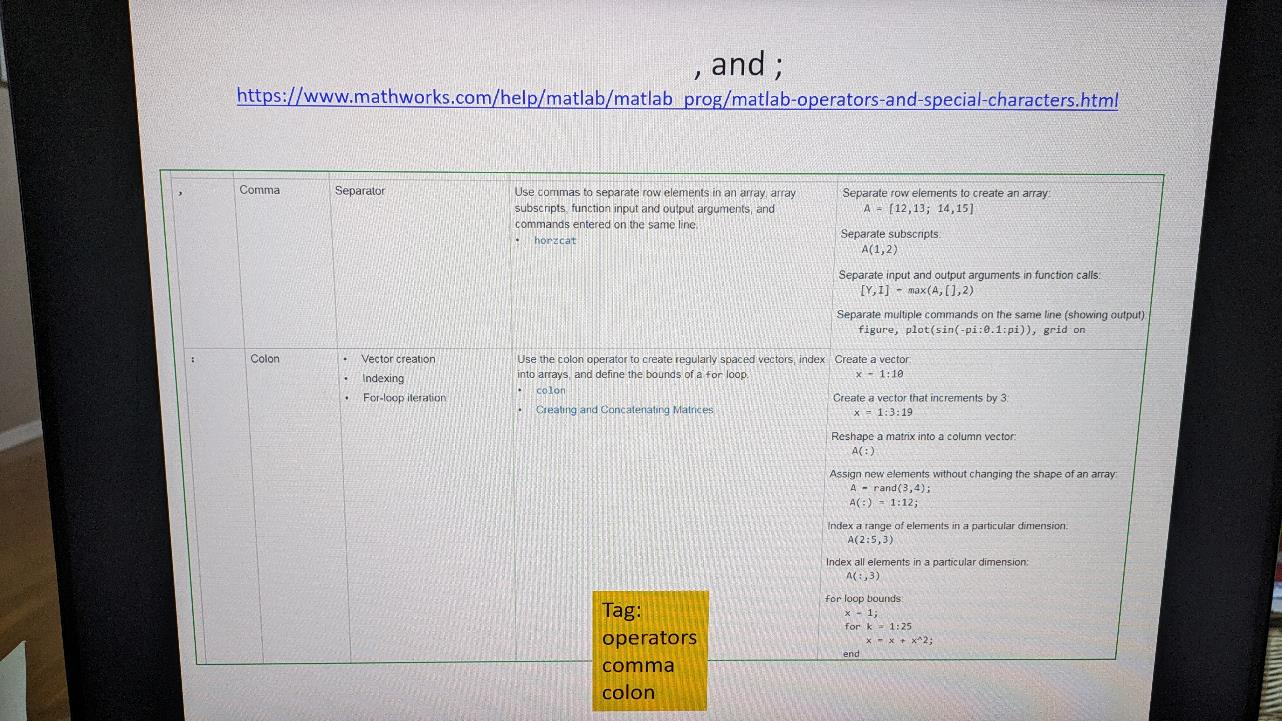 , and ;
https://www.mathworks.com/help/matlab/matlab_prog/matlab-operators-and-special-characters.html
,
Comma
Separator
Use commas to separate row elements in an array, array
subscripts, function input and output arguments, and
commands entered on the same line.
• horzcat
Separate row elements to create an array:
A = [12,13; 14,15]
Separate subscripts:
A(1,2)
Separate input and output arguments in function calls:
[Y,I] = max(A,[],2)
Separate multiple commands on the same line (showing output):
figure, plot(sin(-pi:0.1:pi)), grid on
:
Colon
• Vector creation
• Indexing
• For-loop iteration
Use the colon operator to create regularly spaced vectors, index
into arrays, and define the bounds of a for loop.
• colon
• Creating and Concatenating Matrices
Create a vector:
x = 1:10
Create a vector that increments by 3:
x = 1:3:19
Reshape a matrix into a column vector:
A(:)
Assign new elements without changing the shape of an array:
A = rand(3,4);
A(:) = 1:12;
Index a range of elements in a particular dimension:
A(2:5,3)
Index all elements in a particular dimension:
A(:,3)
for loop bounds:
x = 1;
for k = 1:25
x = x + x^2;
end
Tag:
operators
comma
colon